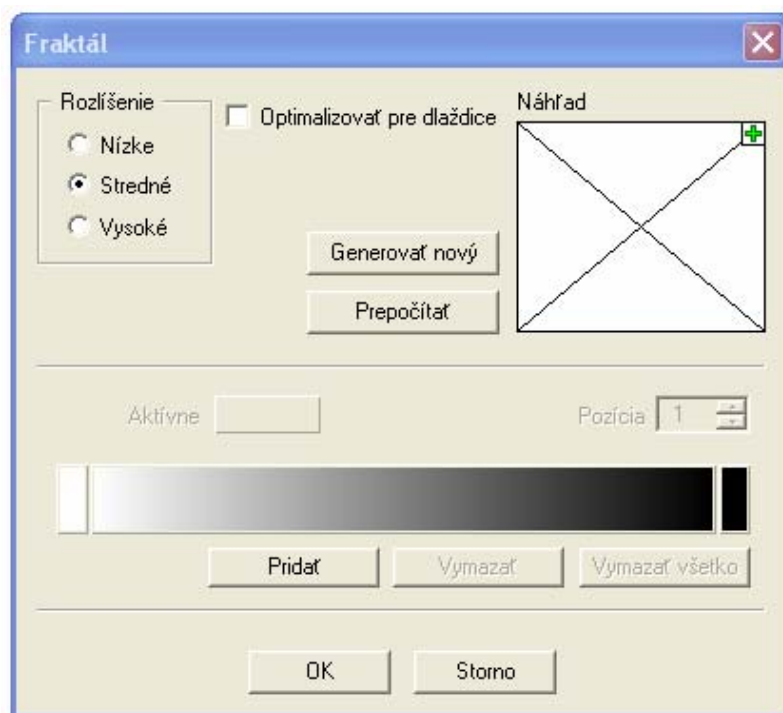 Fraktál
Rozlíšenie
Nízke
Stredné
Vysoké
Optimalizovať pre dlaždice
Náhľad
Generovať nový
Prepočítať
Aktívne
Pozícia 1
Pridať
Vymazať
Vymazať všetko
OK
Storno